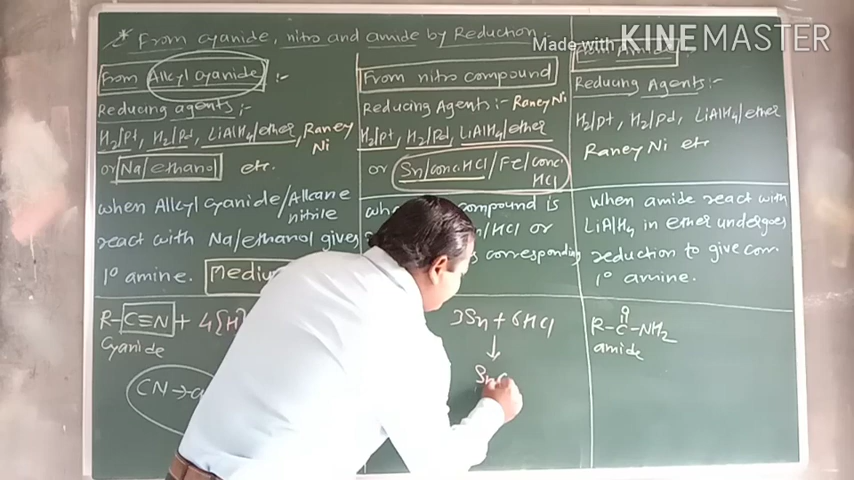 * From cyanide, nitro and amide by Reduction :-
Made with KINEMASTER
From Alkyl cyanide :-
Reducing agents :-
H2/pt, H2/pd, LiAlH4/ether, Raney Ni
or Na/ethanol etc.
when Alkyl cyanide/Alkane nitrile
react with Na/ethanol gives
1° amine. Medi
R-C≡N + 4[H]
Cyanide
CN→
From nitro compound
Reducing Agents :- Raney Ni
H2/pt, H2/Pd, LiAlH4/ether
or Sn/conc.HCl/Fe/conc. HCl
compound is
/HCl or
corresponding
3Sn + 6HCl
↓
Sn
Reducing Agents :-
H2/pt, H2/pd, LiAlH4/ether
Raney Ni etc
When amide react with
LiAlH4 in ether undergoes
reduction to give corr.
1° amine.
O
R-C-NH2
amide